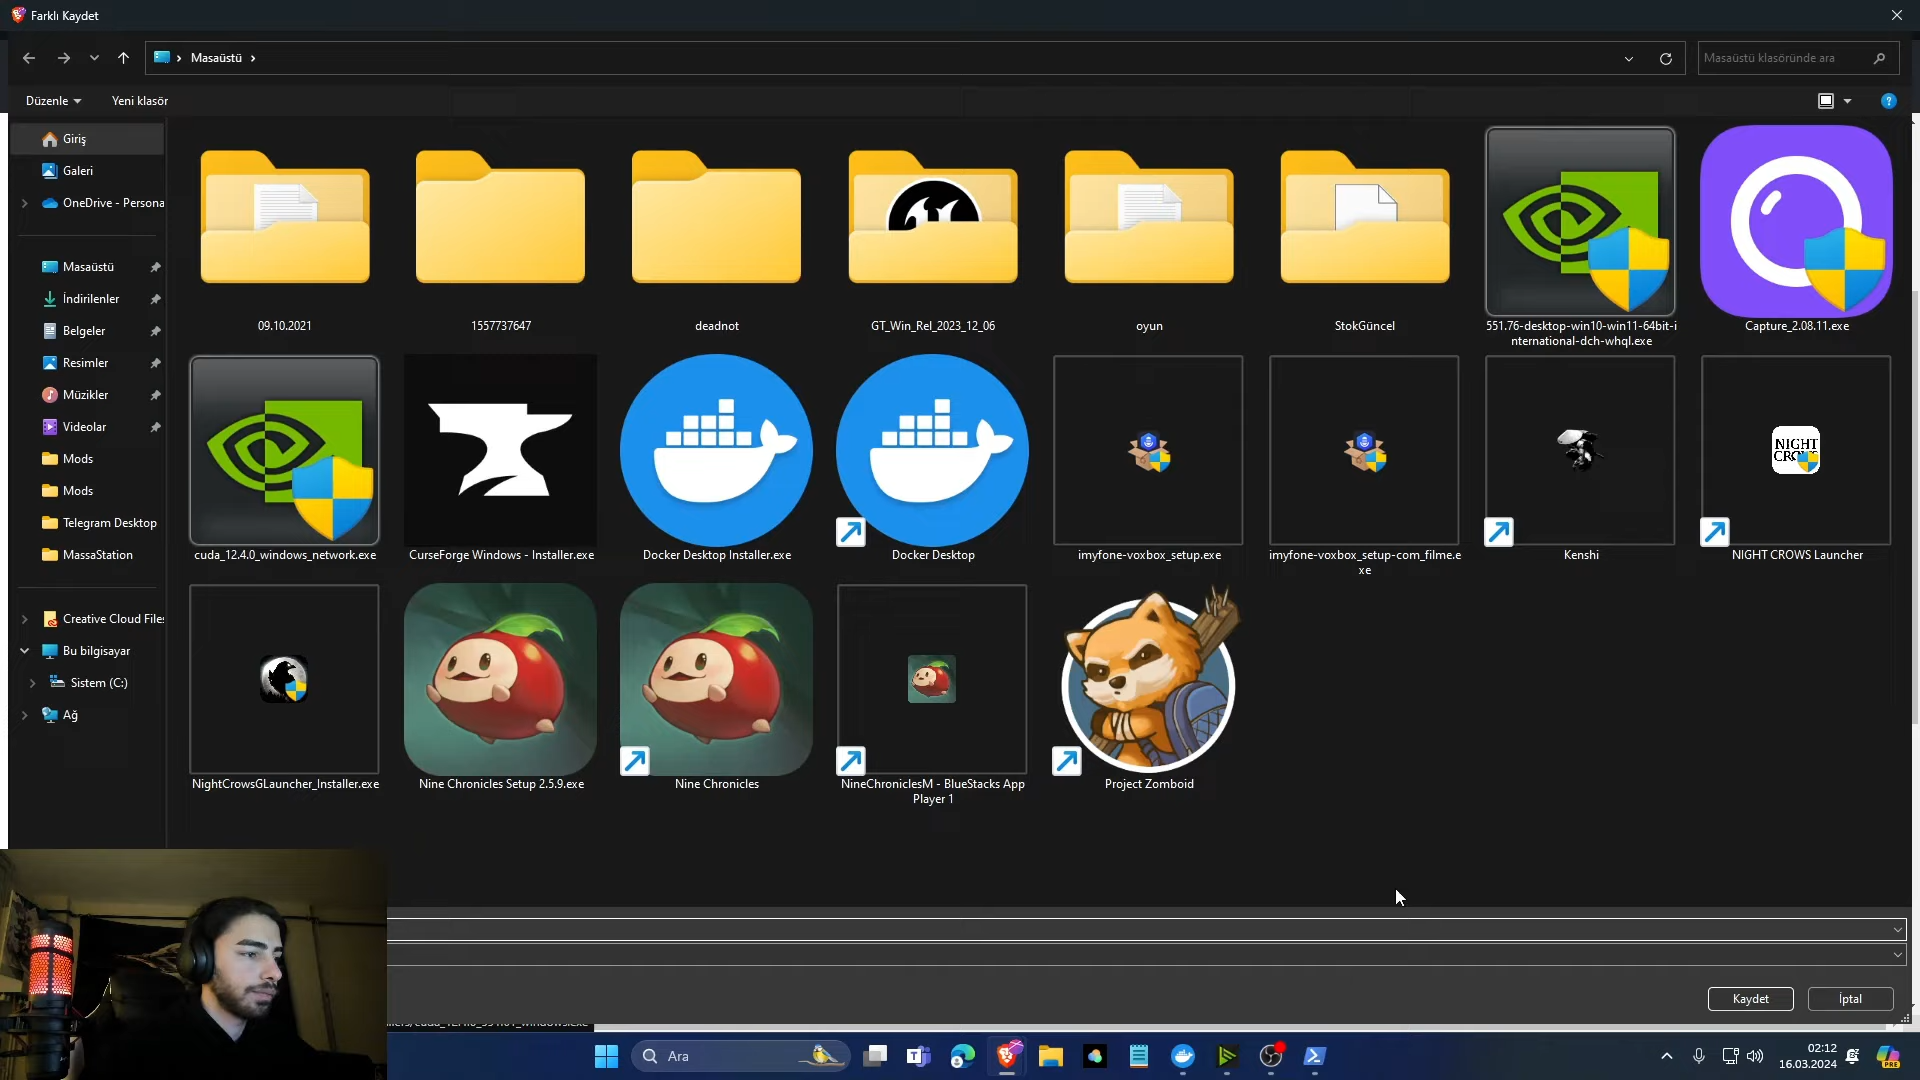 Farklı Kaydet
Masaüstü
Masaüstü klasöründe ara
Düzenle
Yeni klasör
Giriş
Galeri
OneDrive - Persona
Masaüstü
İndirilenler
Belgeler
Resimler
Müzikler
Videolar
Mods
Mods
Telegram Desktop
MassaStation
Creative Cloud Files
Bu bilgisayar
Sistem (C:)
Ağ
09.10.2021
1557737647
deadnot
GT_Win_Rel_2023_12_06
oyun
StokGüncel
551.76-desktop-win10-win11-64bit-i
nternational-dch-whql.exe
Capture_2.08.11.exe
cuda_12.4.0_windows_network.exe
CurseForge Windows - Installer.exe
Docker Desktop Installer.exe
Docker Desktop
imyfone-voxbox_setup.exe
imyfone-voxbox_setup-com_filme.e
xe
Kenshi
NIGHT
CROWS
NIGHT CROWS Launcher
NightCrowsGLauncher_Installer.exe
Nine Chronicles Setup 2.5.9.exe
Nine Chronicles
NineChroniclesM - BlueStacks App
Player 1
Project Zomboid
Kaydet
İptal
Ara
02:12
16.03.2024
PRE